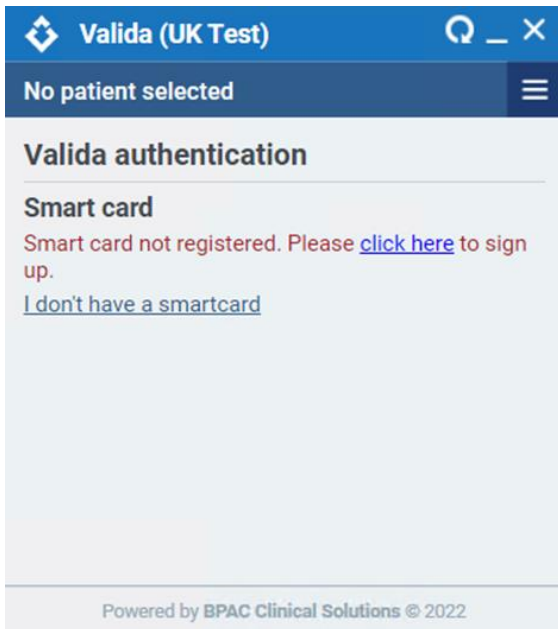 Valida (UK Test)
No patient selected
Valida authentication
Smart card
Smart card not registered. Please click here to sign
up.
I don't have a smartcard
Powered by BPAC Clinical Solutions © 2022